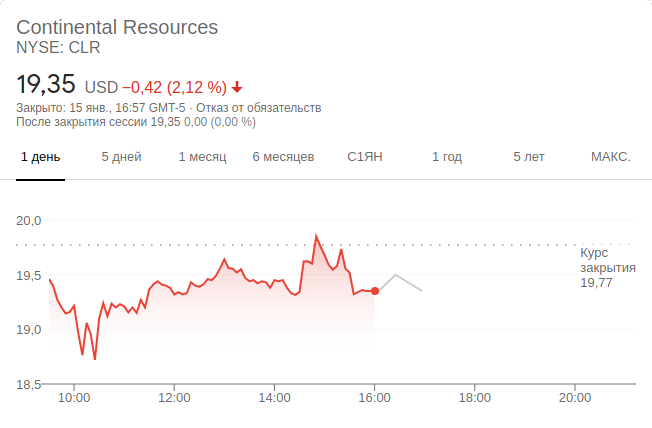 Continental Resources
NYSE: CLR
19,35 USD −0,42 (2,12 %)
Закрыто: 15 янв., 16:57 GMT-5 · Отказ от обязательств
После закрытия сессии 19,35 0,00 (0,00 %)
1 день 5 дней 1 месяц 6 месяцев С1ЯН 1 год 5 лет МАКС.
20,0
Курс
закрытия
19,77
19,5
19,0
18,5
10:00 12:00 14:00 16:00 18:00 20:00